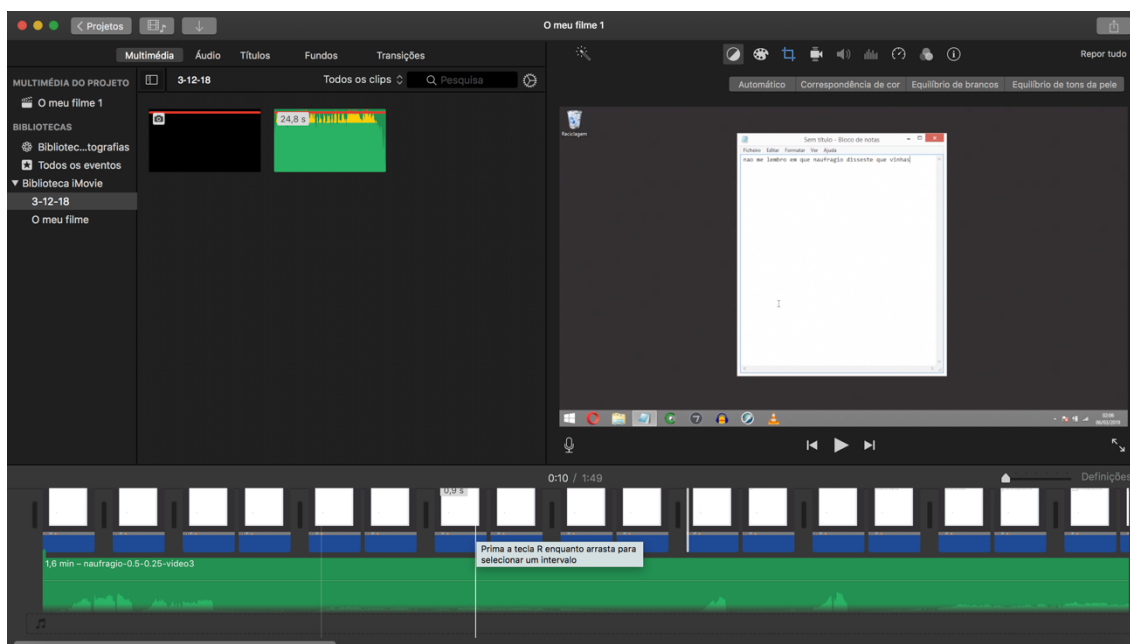 Projetos
O meu filme 1
Multimédia Áudio Títulos Fundos Transições
Repor tudo
MULTIMÉDIA DO PROJETO
O meu filme 1
BIBLIOTECAS
Bibliotec...tografias
Todos os eventos
Biblioteca iMovie
3-12-18
O meu filme
3-12-18 Todos os clips Pesquisa
24,8 s
Automático Correspondência de cor Equilíbrio de brancos Equilíbrio de tons da pele
Reciclagem
Sem título - Bloco de notas
Ficheiro Editar Formatar Ver Ajuda
nao me lembro em que naufragio disseste que vinhas
02:06
06/03/2019
0:10 / 1:49
Definições
0,9 s
Prima a tecla R enquanto arrasta para
selecionar um intervalo
1,6 min – naufragio-0.5-0.25-video3